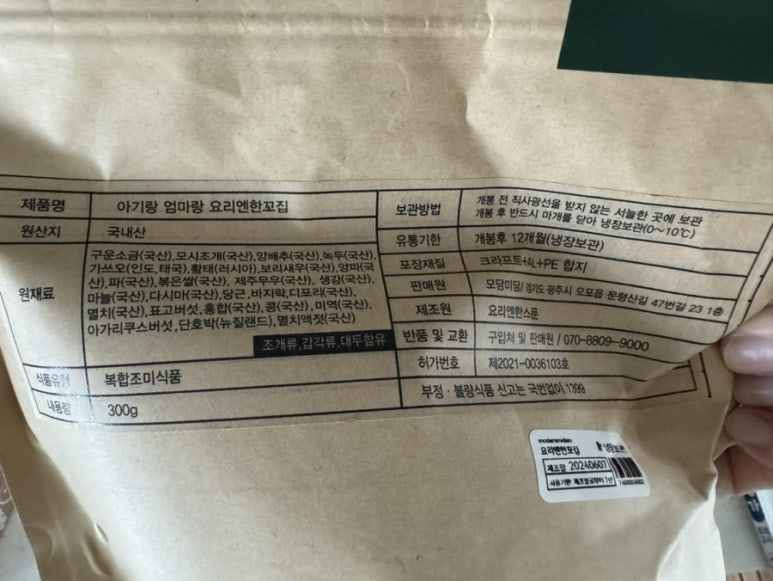 제품명 아기랑 엄마랑 요리엔한꼬집
원산지 국내산
원재료
구운소금(국산),모시조개(국산),양배추(국산),녹두(국산),
가쓰오(인도,태국),황태(러시아),보리새우(국산),양파(국
산),파(국산),볶은쌀(국산), 제주무우(국산), 생강(국산),
마늘(국산),다시마(국산),당근,바지락,디포리(국산),
멸치(국산),표고버섯,홍합(국산),콩(국산),미역(국산),
아가리쿠스버섯,단호박(뉴질랜드),멸치액젓(국산)
조개류,갑각류,대두함유
식품유형 복합조미식품
내용량 300g
보관방법
개봉 전 직사광선을 받지 않는 서늘한 곳에 보관
개봉 후 반드시 마개를 닫아 냉장보관(0~10℃)
유통기한 개봉후 12개월(냉장보관)
포장재질 크라프트+AL+PE 합지
판매원 모담미담/경기도 광주시 오포읍 문형산길 47번길 23 1층
제조원 요리엔한스푼
반품 및 교환 구입처 및 판매원 / 070-8809-9000
허가번호 제2021-0036103호
부정·불량식품 신고는 국번없이 1399
요리엔한꼬집 냉장보관
제조일 20240607
사용기한 제조일로부터 1년